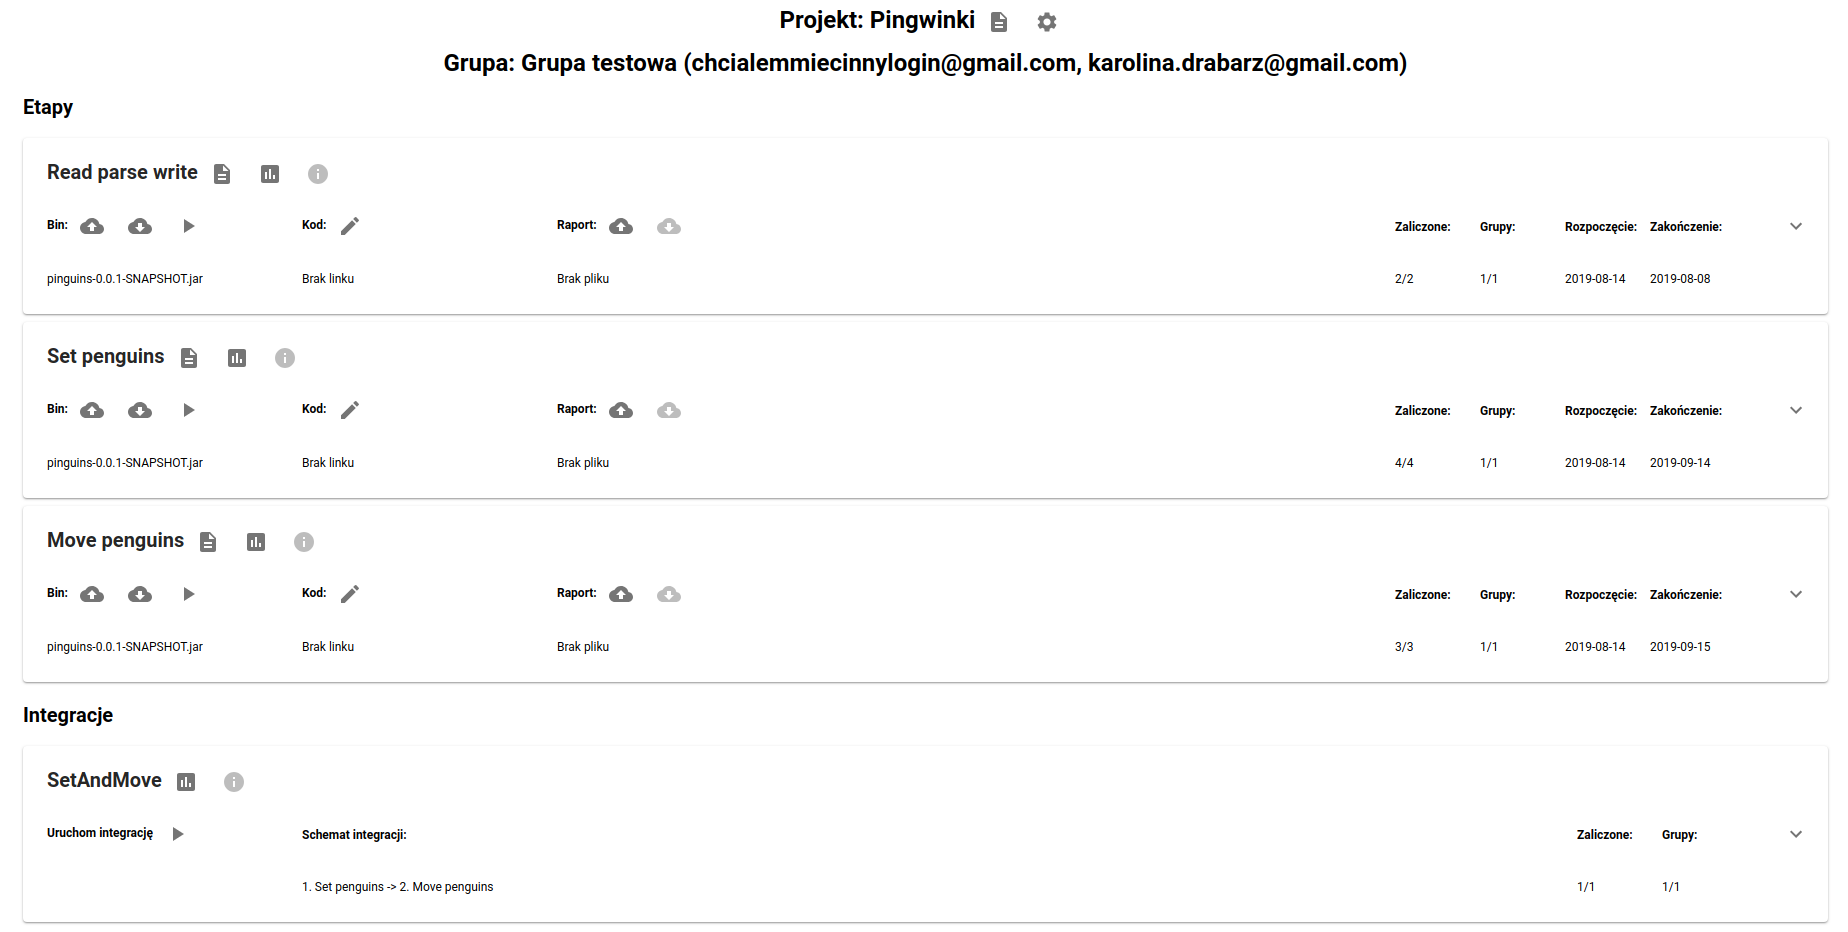 Projekt: Pingwinki
Grupa: Grupa testowa (chcialemmiecinnylogin@gmail.com, karolina.drabarz@gmail.com)
Etapy
Read parse write
Bin: Kod: Raport: Zaliczone: Grupy: Rozpoczęcie: Zakończenie:
pinguins-0.0.1-SNAPSHOT.jar Brak linku Brak pliku 2/2 1/1 2019-08-14 2019-08-08
Set penguins
Bin: Kod: Raport: Zaliczone: Grupy: Rozpoczęcie: Zakończenie:
pinguins-0.0.1-SNAPSHOT.jar Brak linku Brak pliku 4/4 1/1 2019-08-14 2019-09-14
Move penguins
Bin: Kod: Raport: Zaliczone: Grupy: Rozpoczęcie: Zakończenie:
pinguins-0.0.1-SNAPSHOT.jar Brak linku Brak pliku 3/3 1/1 2019-08-14 2019-09-15
Integracje
SetAndMove
Uruchom integrację Schemat integracji: Zaliczone: Grupy:
1. Set penguins -> 2. Move penguins 1/1 1/1